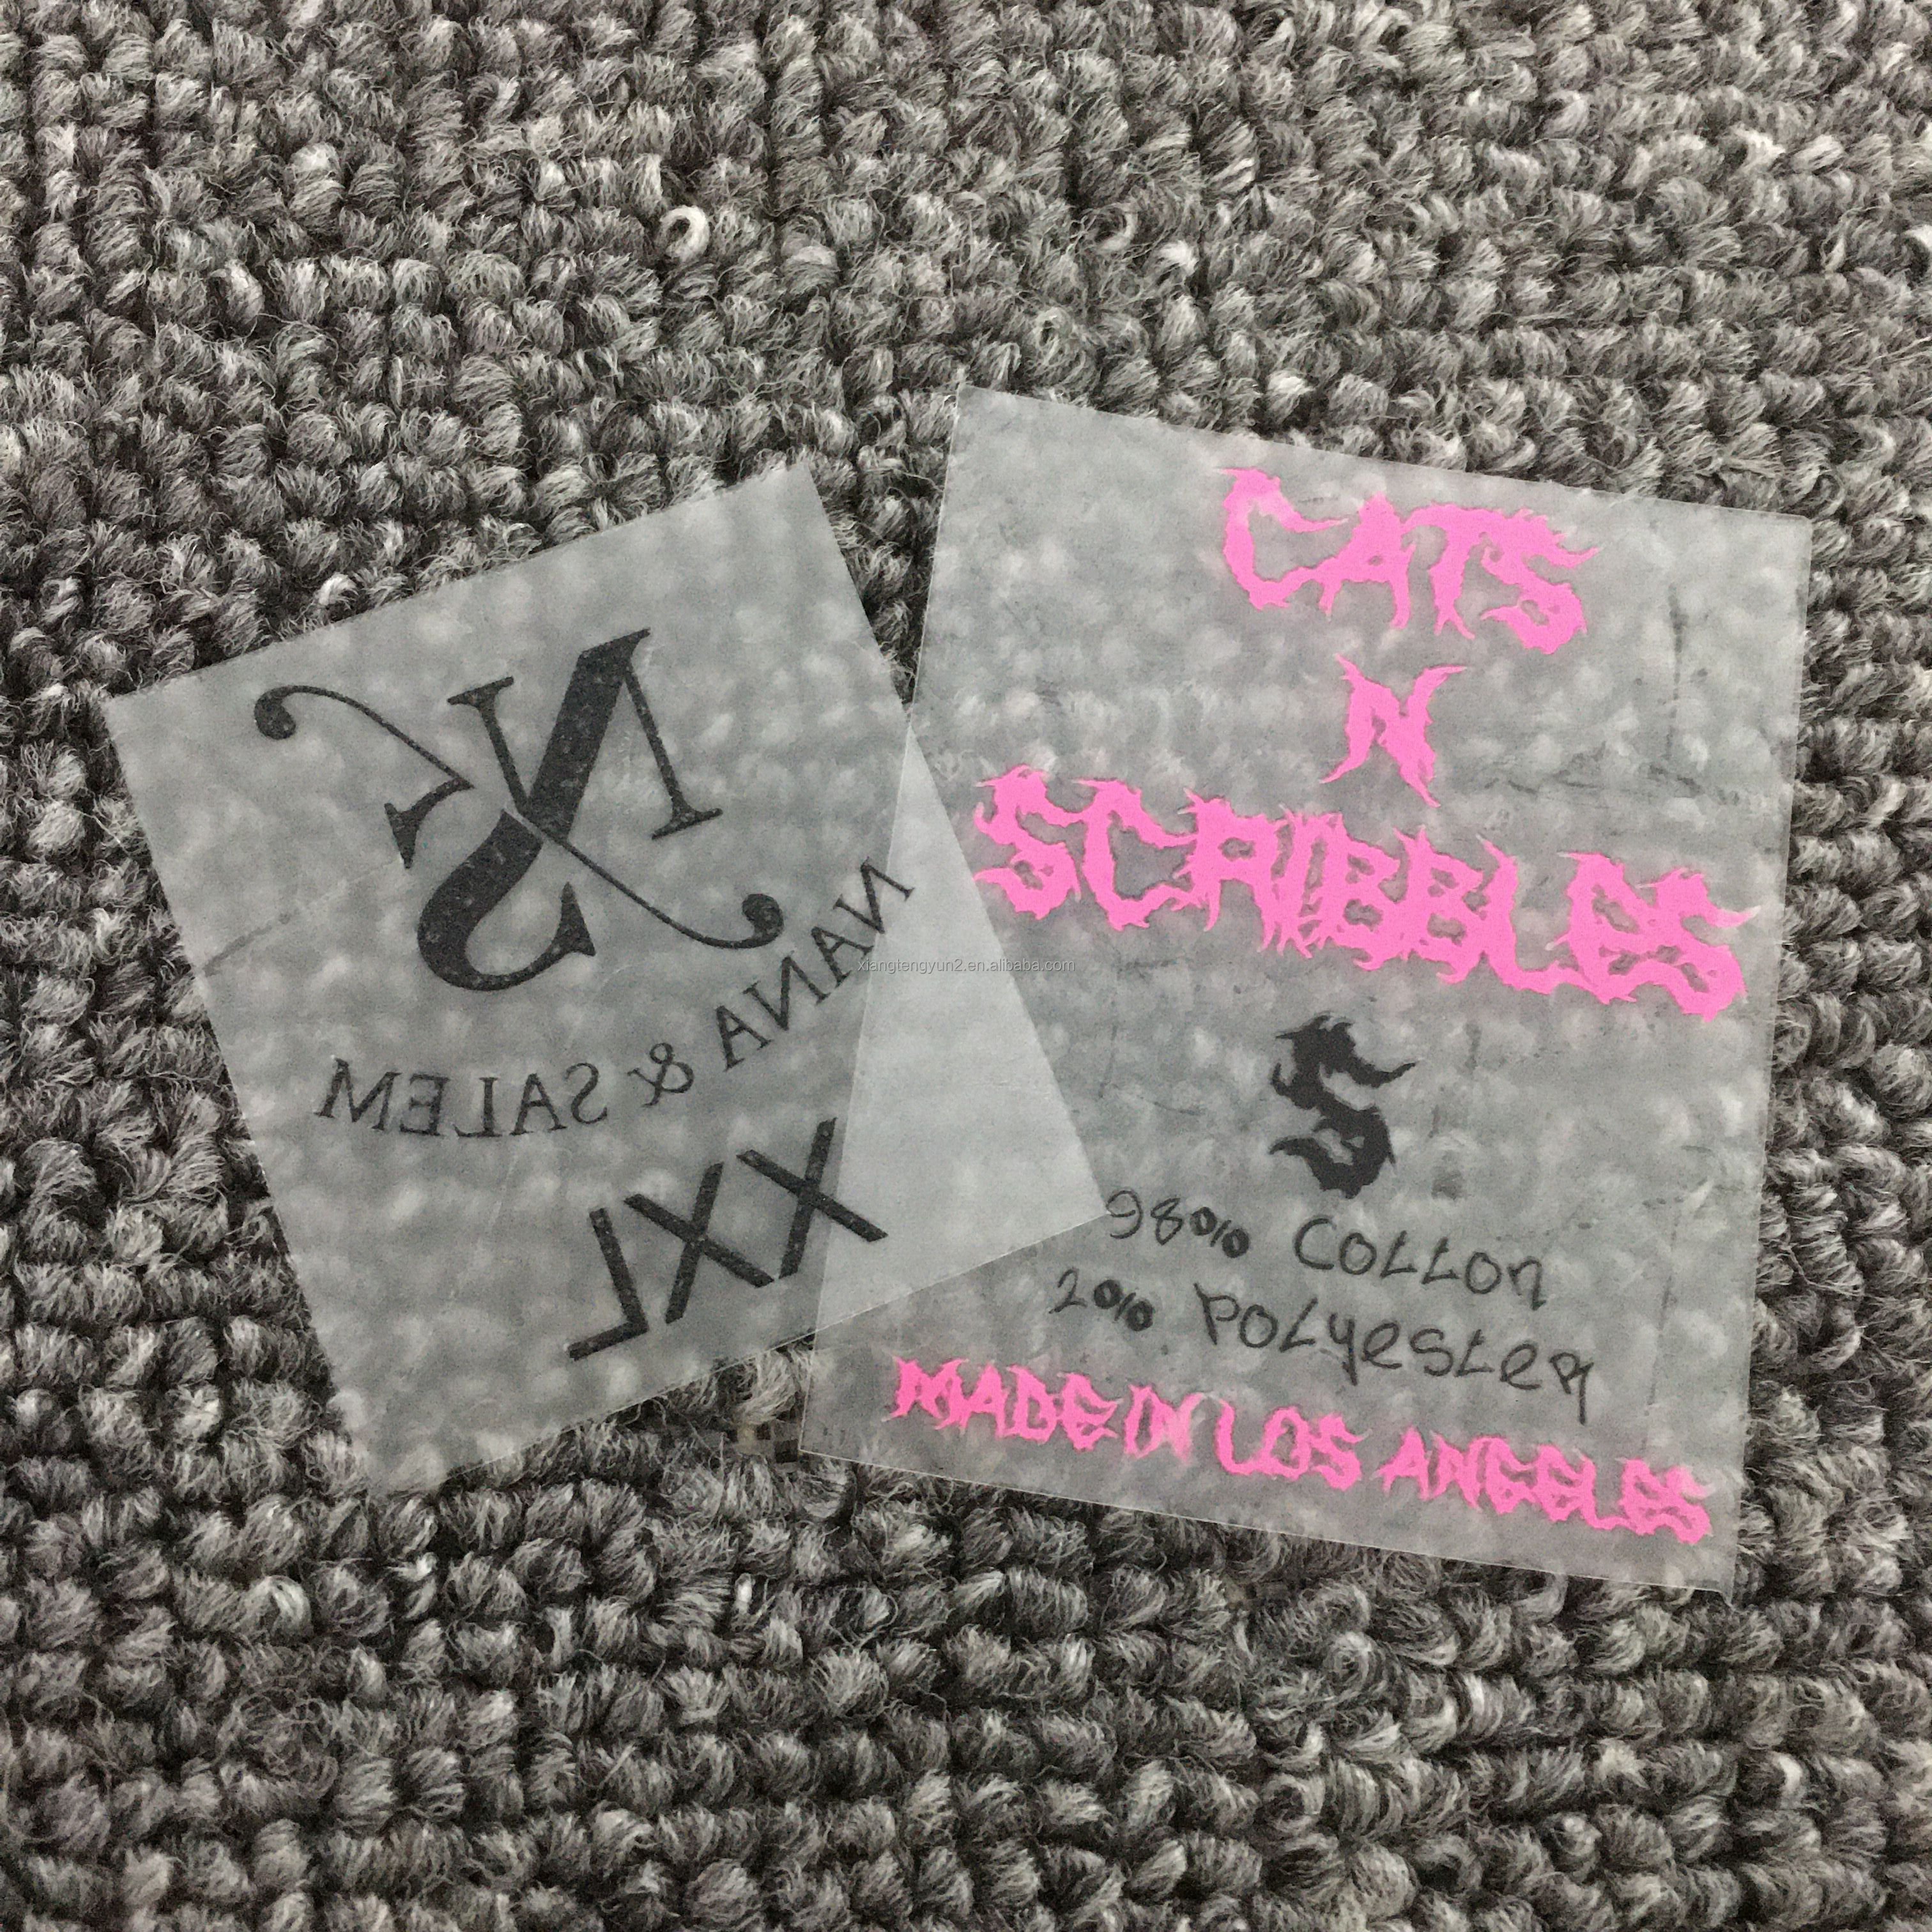 NS
NANA & SALEM
XXL
CATS
N
SCRIBBLES
S
98% COTTON
2% POLYESTER
MADE IN LOS ANGELES
xiangtengyun2.en.alibaba.com